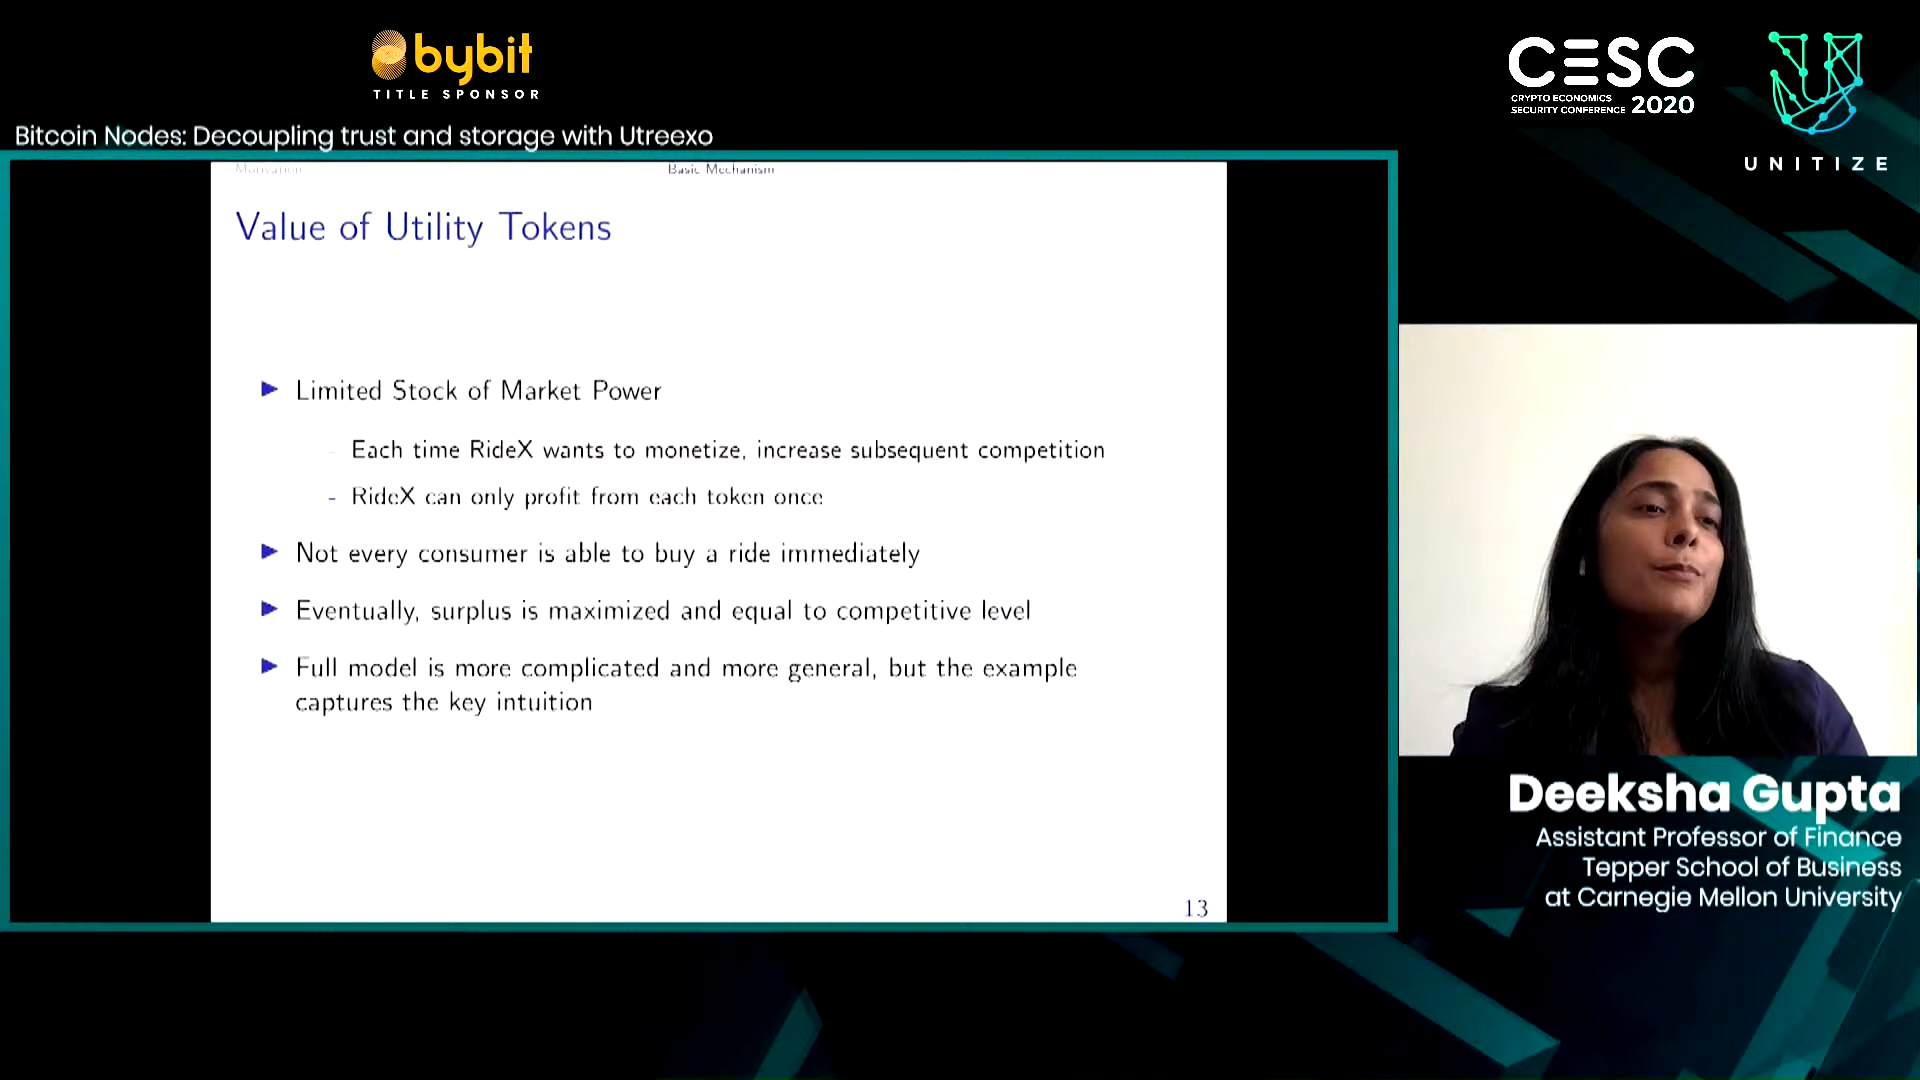 bybit
TITLE SPONSOR
CESC
CRYPTO ECONOMICS
SECURITY CONFERENCE 2020
UNITIZE
Bitcoin Nodes: Decoupling trust and storage with Utreexo
Motivation
Basic Mechanism
Value of Utility Tokens
Limited Stock of Market Power
- Each time RideX wants to monetize, increase subsequent competition
- RideX can only profit from each token once
Not every consumer is able to buy a ride immediately
Eventually, surplus is maximized and equal to competitive level
Full model is more complicated and more general, but the example
captures the key intuition
13
Deeksha Gupta
Assistant Professor of Finance
Tepper School of Business
at Carnegie Mellon University